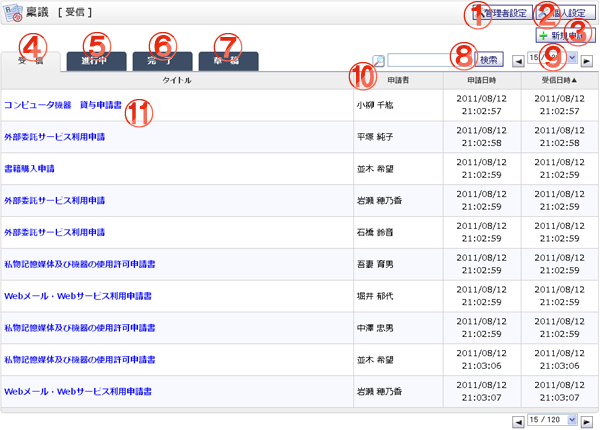 稟議 [ 受信 ]
① 管理者設定 ② 個人設定
③ 新規申請
④ ⑤ ⑥ ⑦
受 信 進行中 完 了 草 稿 ⑧ 検索 ⑨ 15 / 120
タイトル ⑩ 申請者 申請日時 受信日時▲
コンピュータ機器 貸与申請書 ⑪ 小柳 千絃 2011/08/12 2011/08/12
21:02:57 21:02:57
外部委託サービス利用申請 平塚 純子 2011/08/12 2011/08/12
21:02:58 21:02:58
書籍購入申請 並木 希望 2011/08/12 2011/08/12
21:02:59 21:02:59
外部委託サービス利用申請 岩瀬 穂乃香 2011/08/12 2011/08/12
21:02:59 21:02:59
外部委託サービス利用申請 石橋 鈴音 2011/08/12 2011/08/12
21:02:59 21:02:59
私物記憶媒体及び機器の使用許可申請書 吾妻 育男 2011/08/12 2011/08/12
21:02:59 21:02:59
Webメール・Webサービス利用申請書 堀井 郁代 2011/08/12 2011/08/12
21:02:59 21:02:59
私物記憶媒体及び機器の使用許可申請書 中澤 忠男 2011/08/12 2011/08/12
21:02:59 21:02:59
私物記憶媒体及び機器の使用許可申請書 並木 希望 2011/08/12 2011/08/12
21:03:06 21:03:06
Webメール・Webサービス利用申請書 岩瀬 穂乃香 2011/08/12 2011/08/12
21:03:07 21:03:07
15 / 120